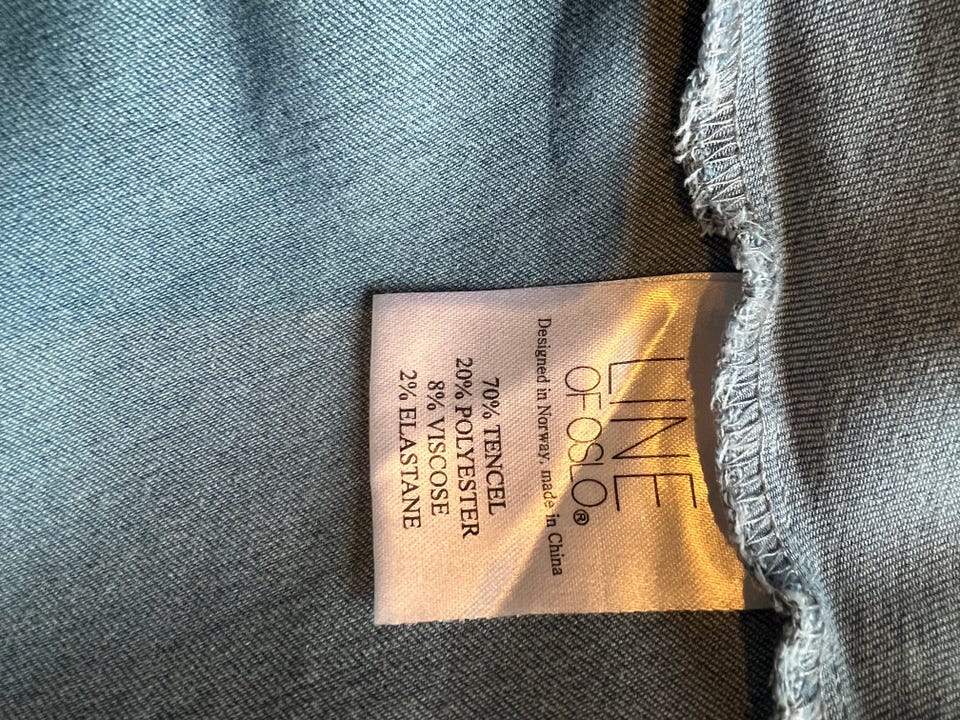 LINE
OF OSLO®
Designed in Norway, made in China
70% TENCEL
20% POLYESTER
8% VISCOSE
2% ELASTANE